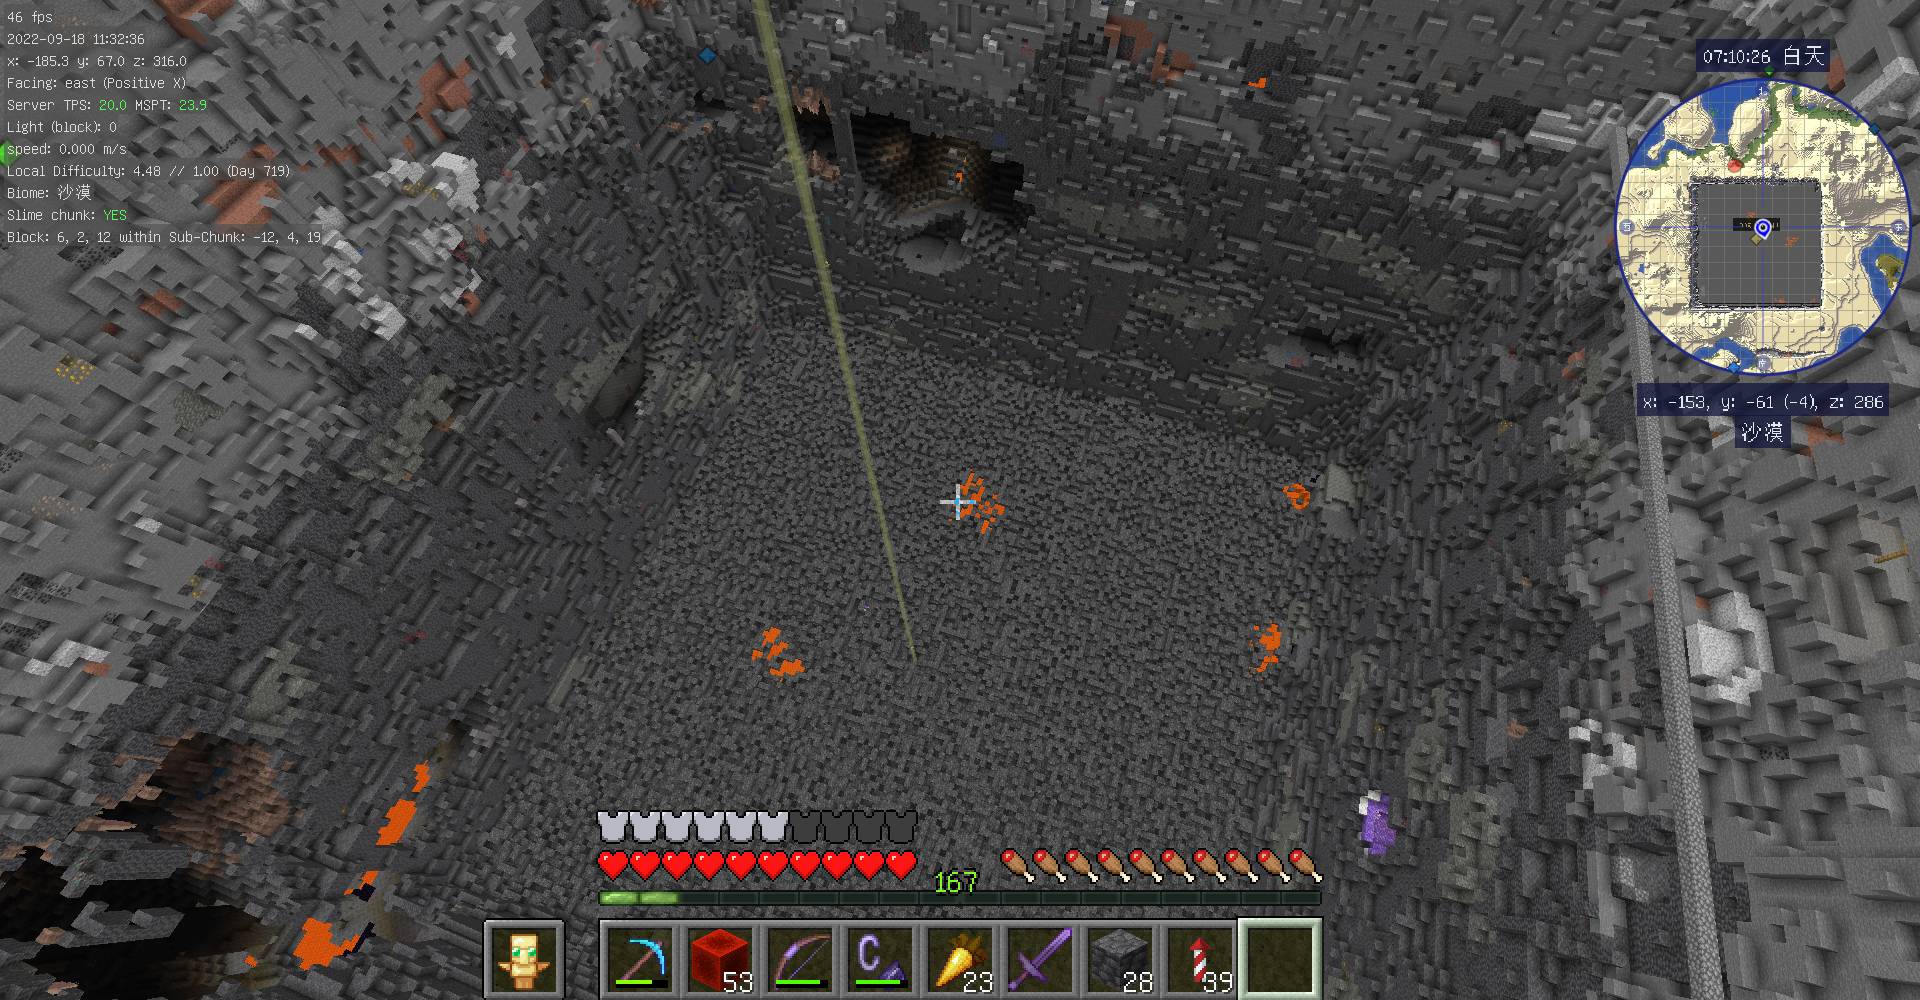 46 fps
2022-09-18 11:32:36
x: -185.3 y: 67.0 z: 316.0
Facing: east (Positive X)
Server TPS: 20.0 MSPT: 23.9
Light (block): 0
speed: 0.000 m/s
Local Difficulty: 4.48 // 1.00 (Day 719)
Biome: 沙漠
Slime chunk: YES
Block: 6, 2, 12 within Sub-Chunk: -12, 4, 19
07:10:26 白天
x: -153, y: -61 (-4), z: 286
沙漠
167
53
C
23
28
39